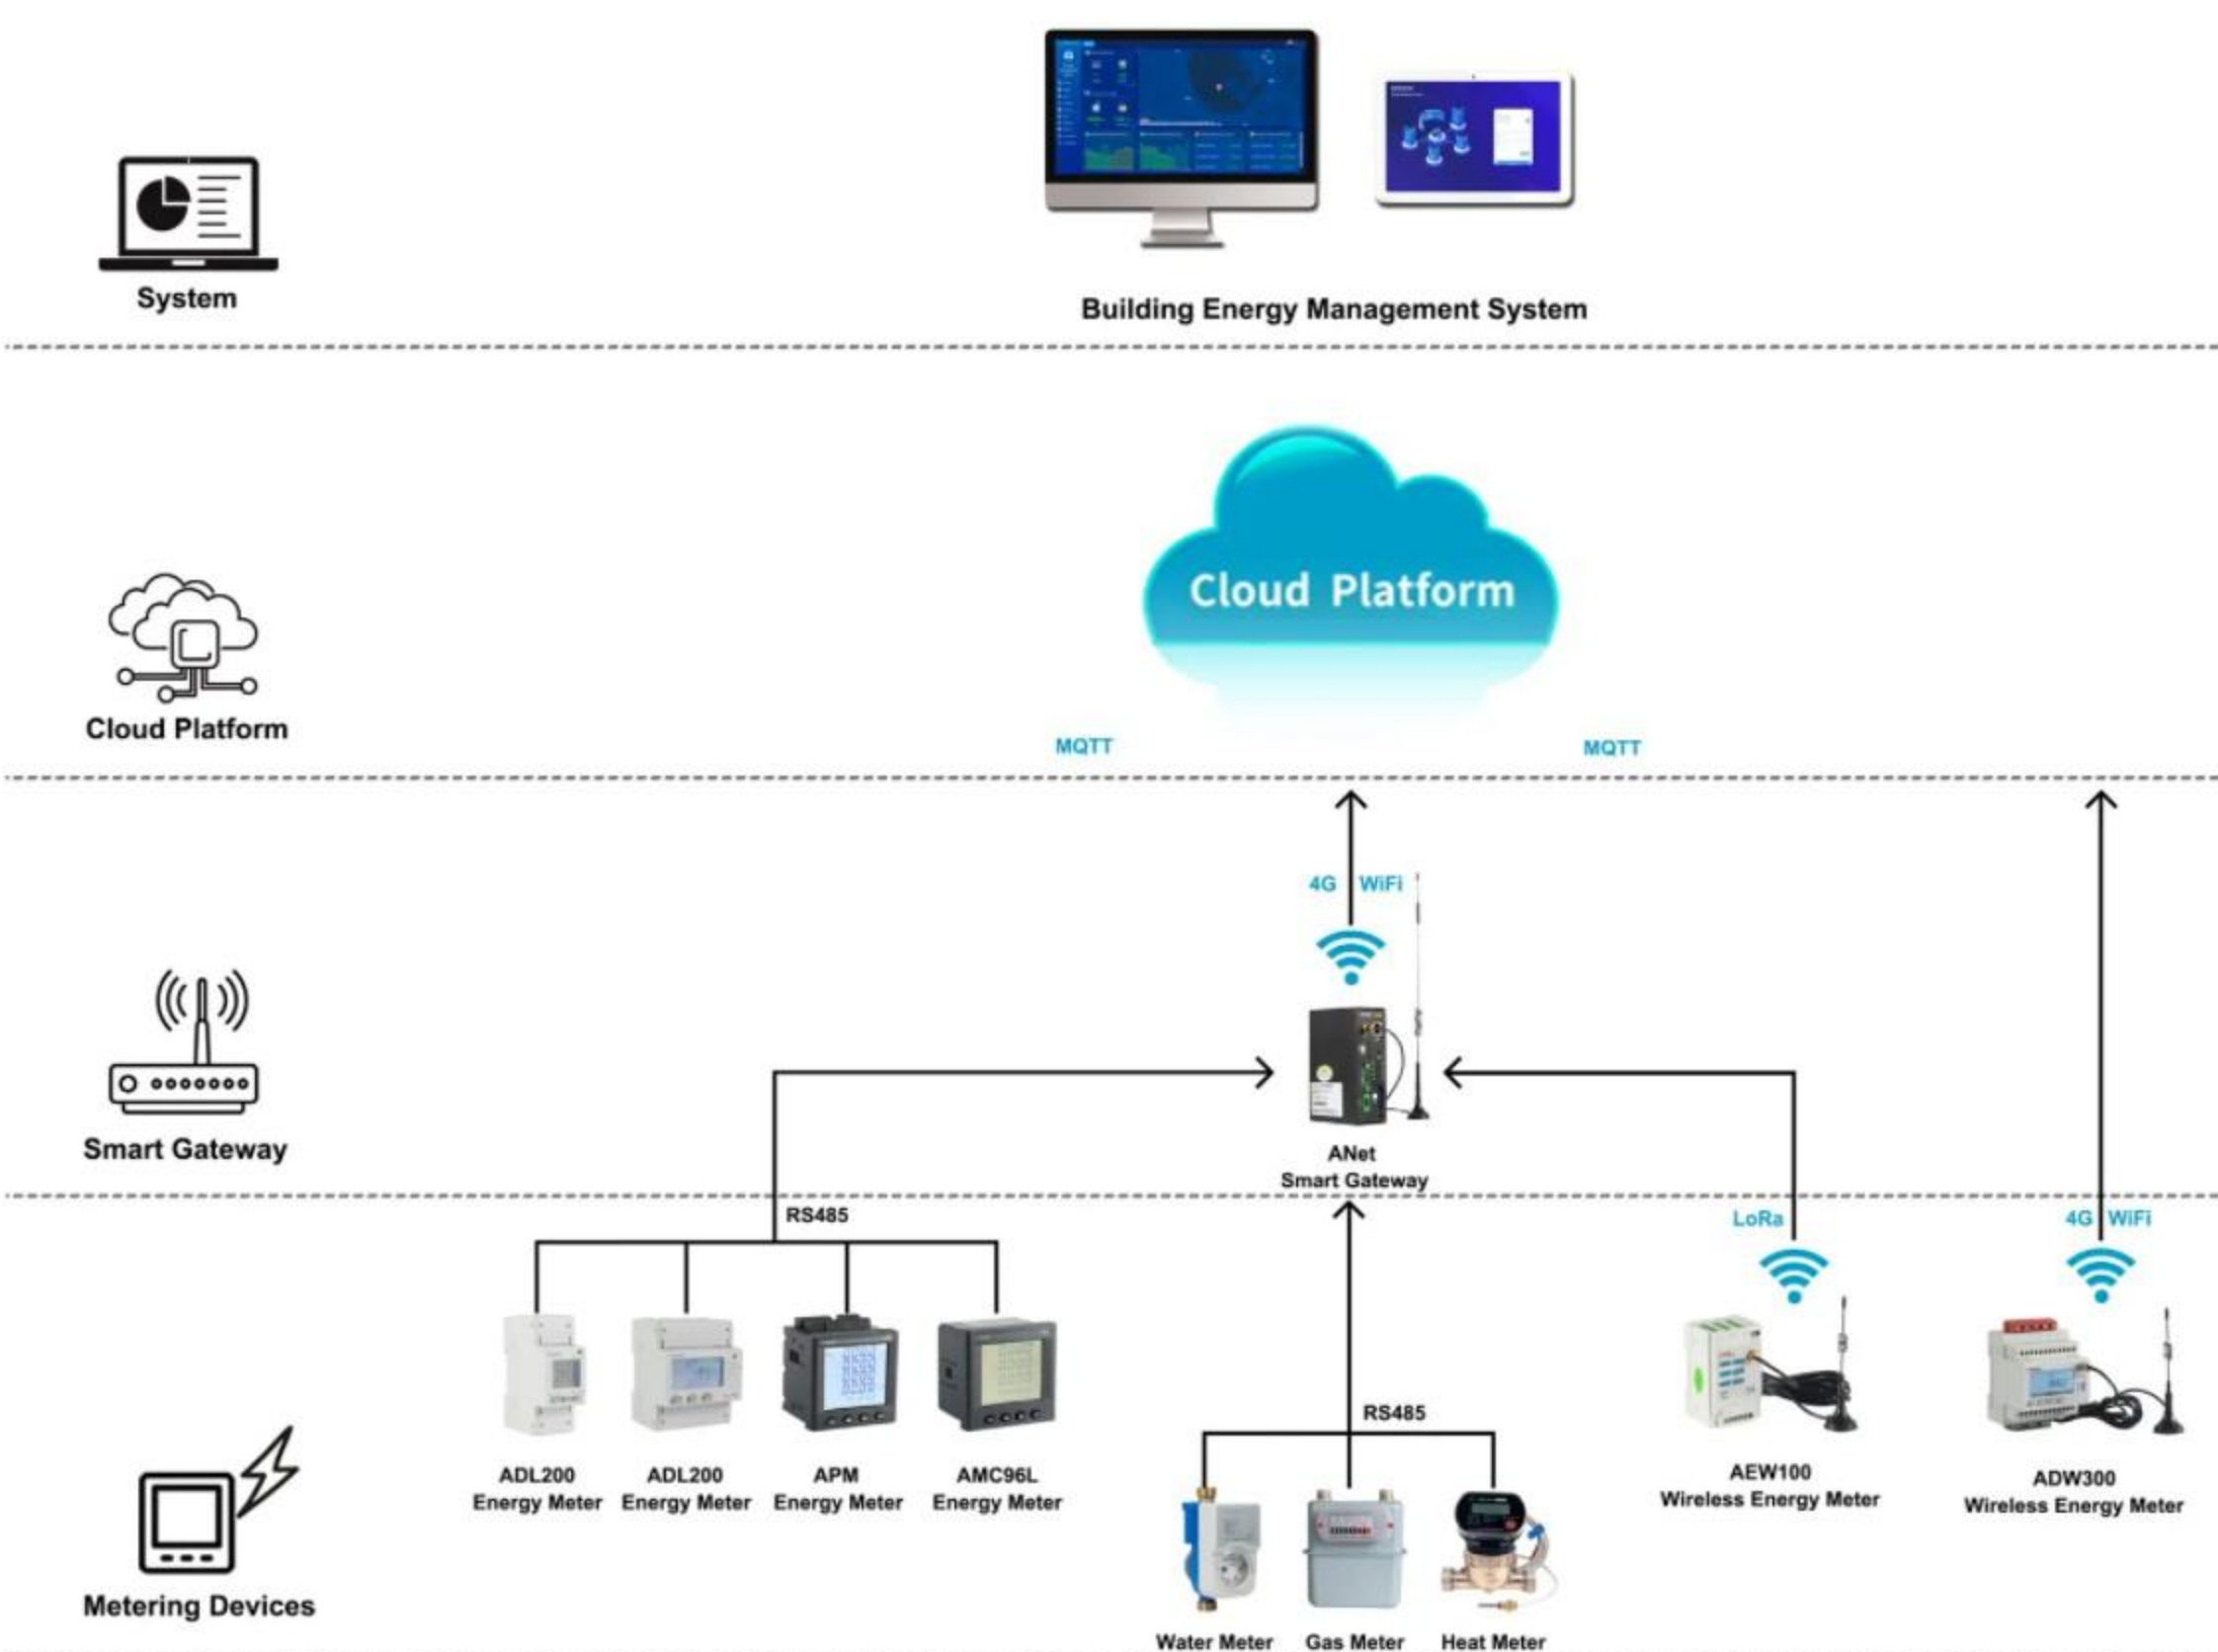 System
Building Energy Management System
Cloud Platform
Cloud Platform
MQTT
MQTT
4G WiFi
Smart Gateway
ANet
Smart Gateway
RS485
LoRa
4G WiFi
RS485
ADL200
Energy Meter
ADL200
Energy Meter
APM
Energy Meter
AMC96L
Energy Meter
AEW100
Wireless Energy Meter
ADW300
Wireless Energy Meter
Metering Devices
Water Meter
Gas Meter
Heat Meter